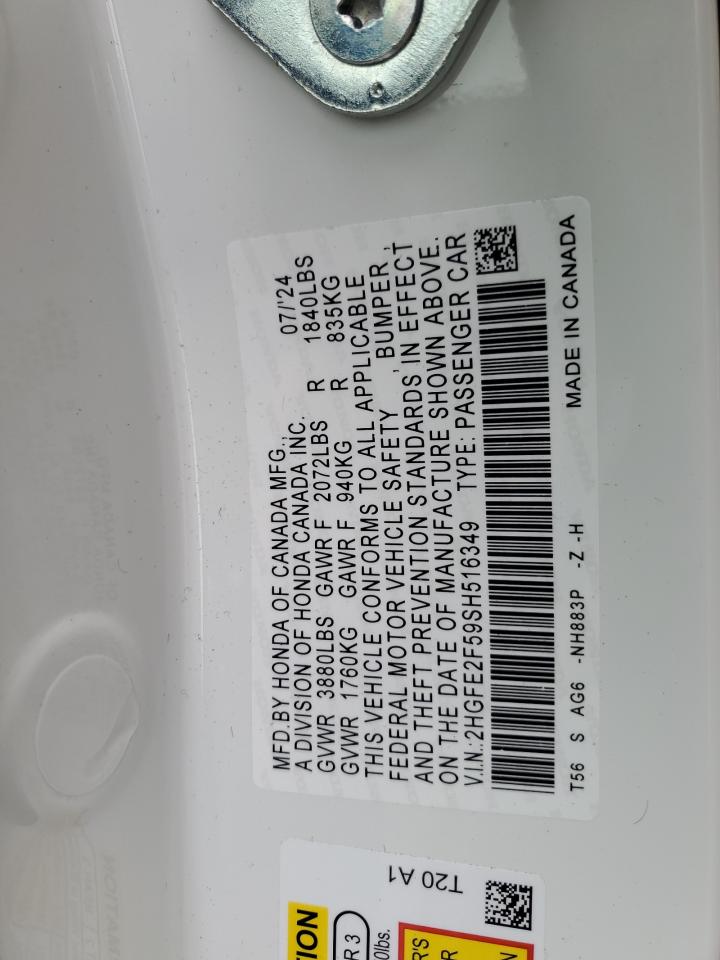 MFD.BY HONDA OF CANADA MFG., 07/'24
A DIVISION OF HONDA CANADA INC.
GVWR 3880LBS GAWR F 2072LBS R 1840LBS
GVWR 1760KG GAWR F 940KG R 835KG
THIS VEHICLE CONFORMS TO ALL APPLICABLE
FEDERAL MOTOR VEHICLE SAFETY, BUMPER,
AND THEFT PREVENTION STANDARDS IN EFFECT
ON THE DATE OF MANUFACTURE SHOWN ABOVE.
V.I.N.:2HGFE2F59SH516349 TYPE: PASSENGER CAR
T56 S AG6 -NH883P -Z -H MADE IN CANADA
T20 A1